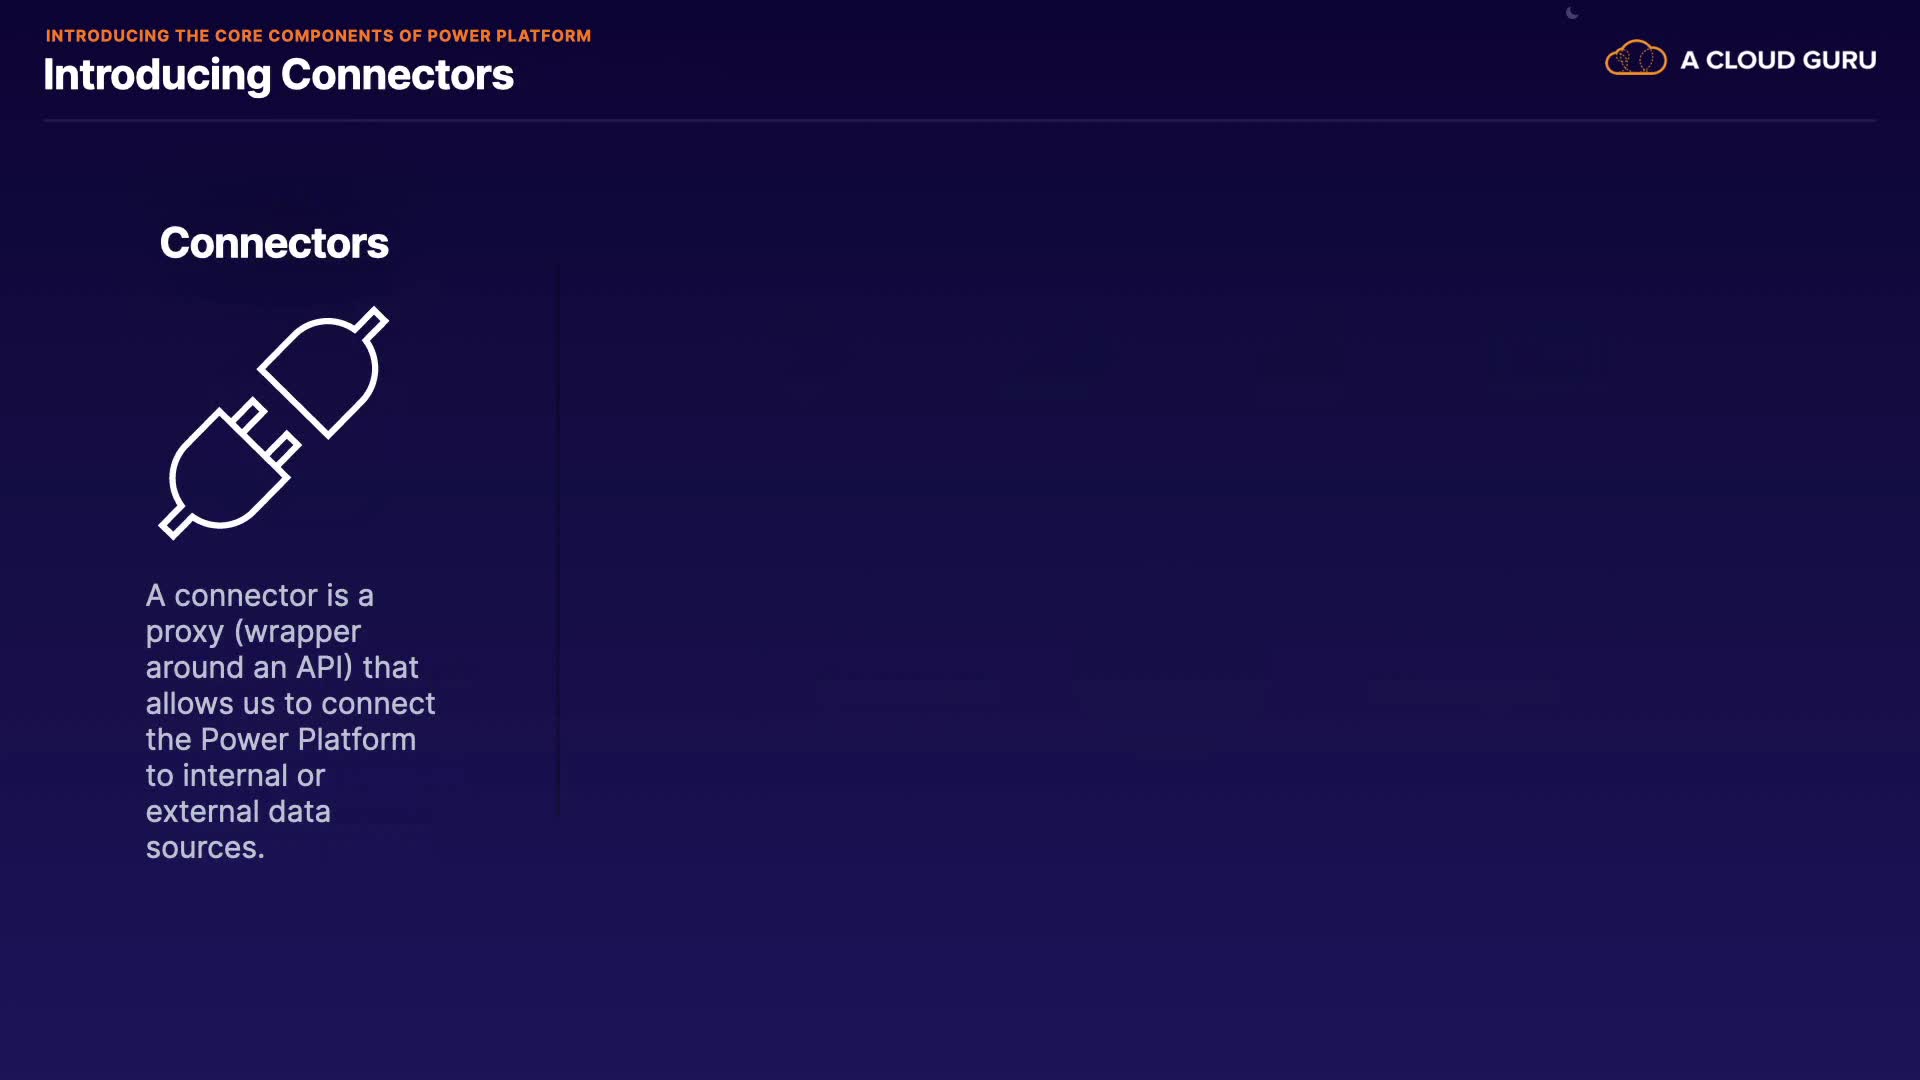 INTRODUCING THE CORE COMPONENTS OF POWER PLATFORM
Introducing Connectors
A CLOUD GURU
Connectors
A connector is a
proxy (wrapper
around an API) that
allows us to connect
the Power Platform
to internal or
external data
sources.